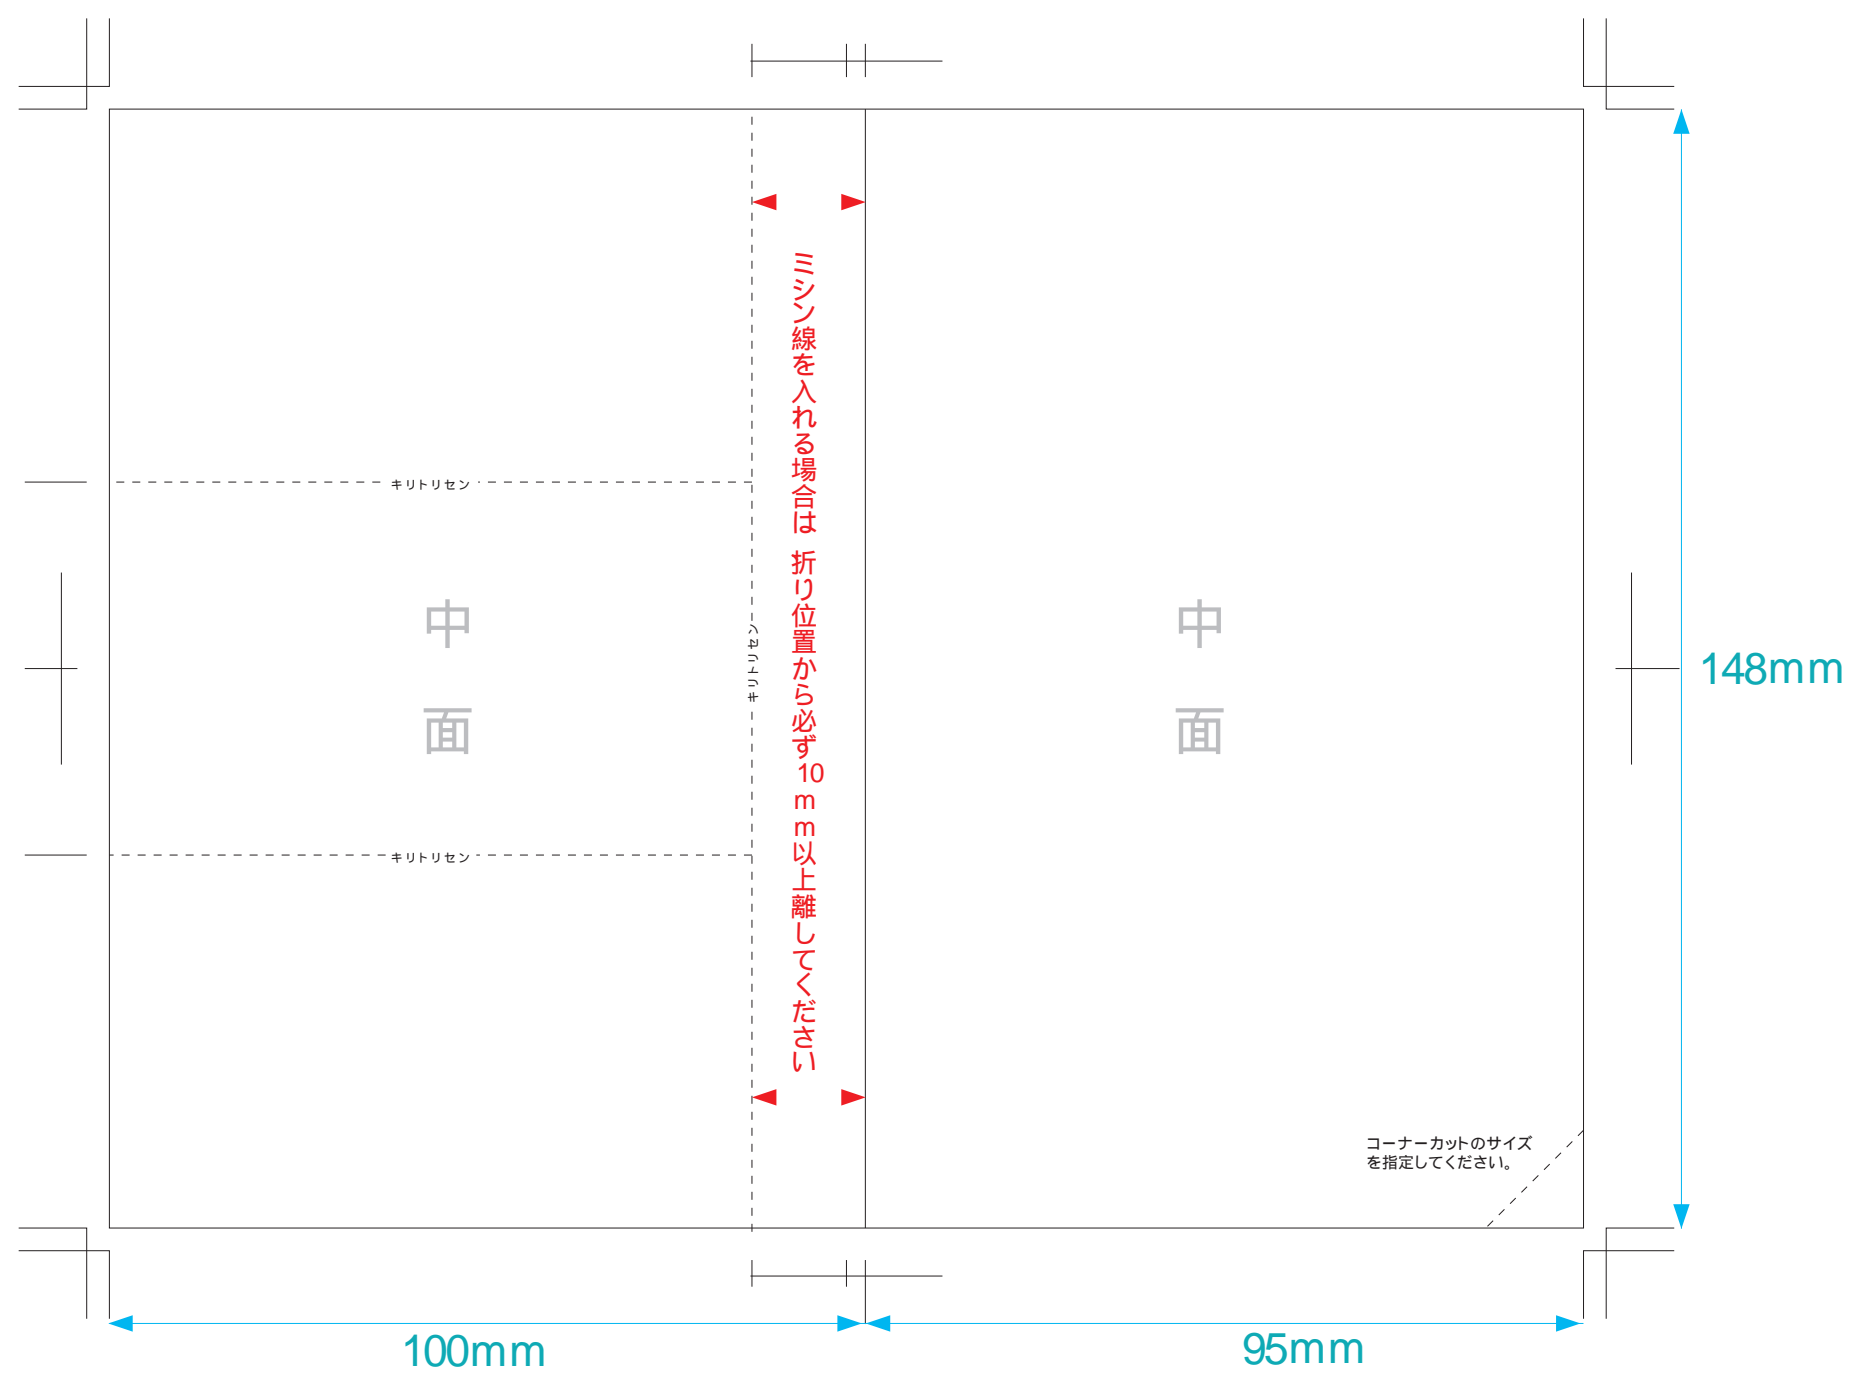 ミシン線を入れる場合は 折り位置から必ず10mm以上離してください
キリトリセン
キリトリセン
キリトリセン
中面
中面
148mm
コーナーカットのサイズ
を指定してください。
100mm
95mm